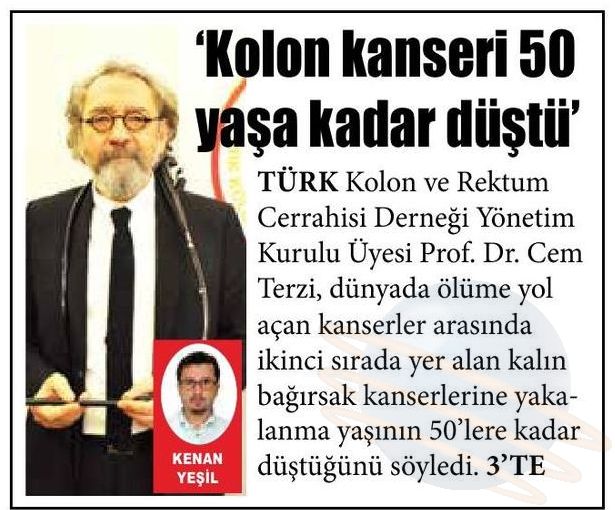 ‘Kolon kanseri 50
yaşa kadar düştü’
TÜRK Kolon ve Rektum
Cerrahisi Derneği Yönetim
Kurulu Üyesi Prof. Dr. Cem
Terzi, dünyada ölüme yol
açan kanserler arasında
ikinci sırada yer alan kalın
bağırsak kanserlerine yaka-
lanma yaşının 50’lere kadar
düştüğünü söyledi. 3’TE
KENAN
YEŞİL